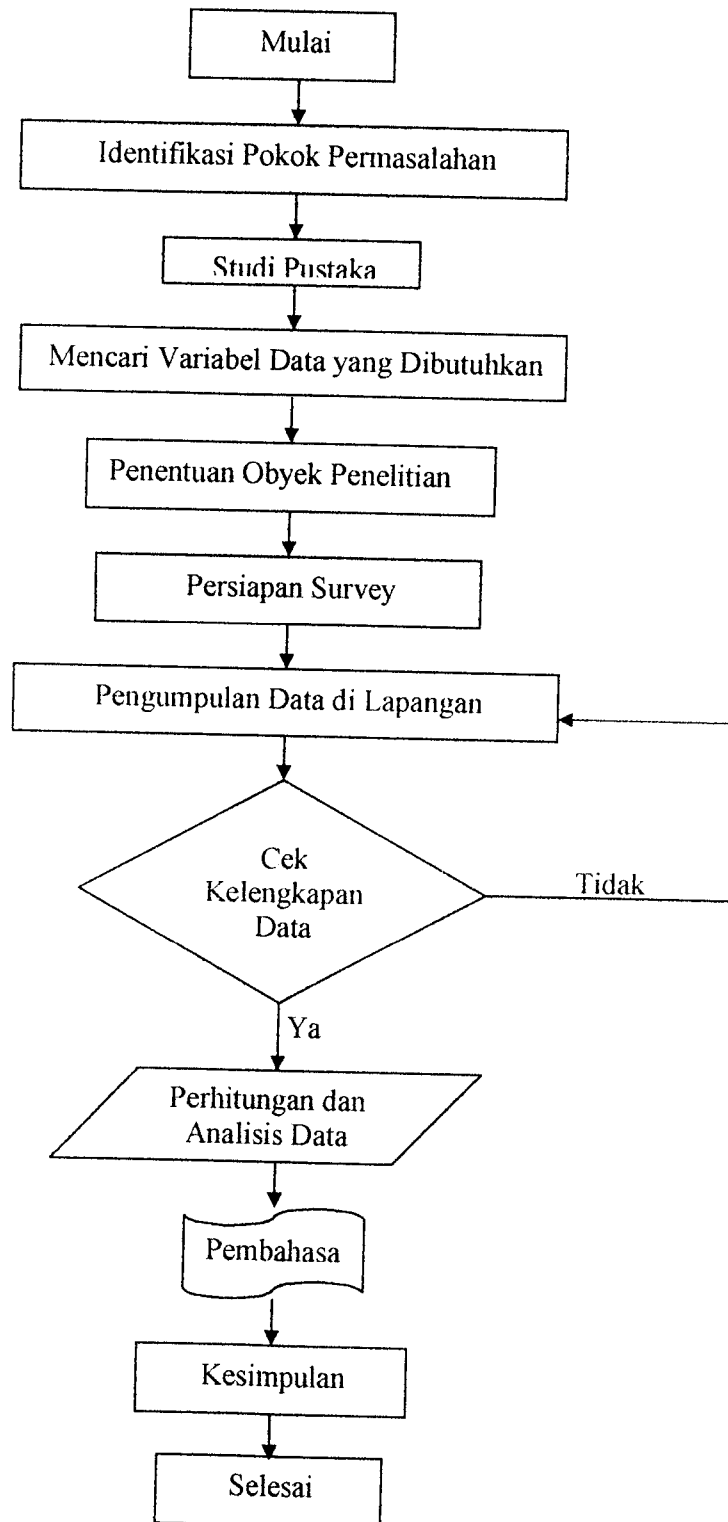 Mulai
Identifikasi Pokok Permasalahan
Studi Pustaka
Mencari Variabel Data yang Dibutuhkan
Penentuan Obyek Penelitian
Persiapan Survey
Pengumpulan Data di Lapangan
Cek
Kelengkapan
Data
Tidak
Ya
Perhitungan dan
Analisis Data
Pembahasa
Kesimpulan
Selesai